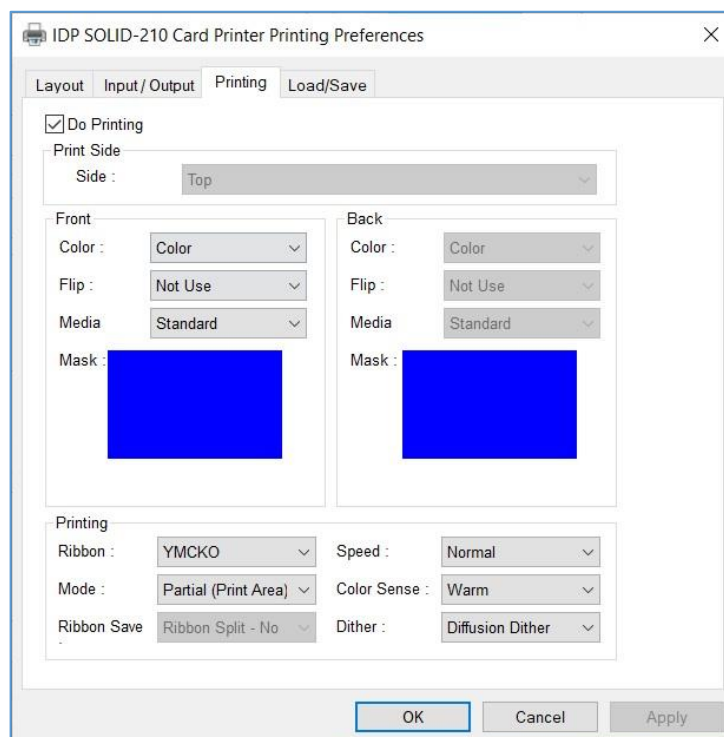 IDP SOLID-210 Card Printer Printing Preferences
Layout Input / Output Printing Load/Save
Do Printing
Print Side
Side : Top
Front Back
Color : Color Color : Color
Flip : Not Use Flip : Not Use
Media Standard Media Standard
Mask : Mask :
Printing
Ribbon : YMCKO Speed : Normal
Mode : Partial (Print Area) Color Sense : Warm
Ribbon Save Ribbon Split - No Dither : Diffusion Dither
OK Cancel Apply